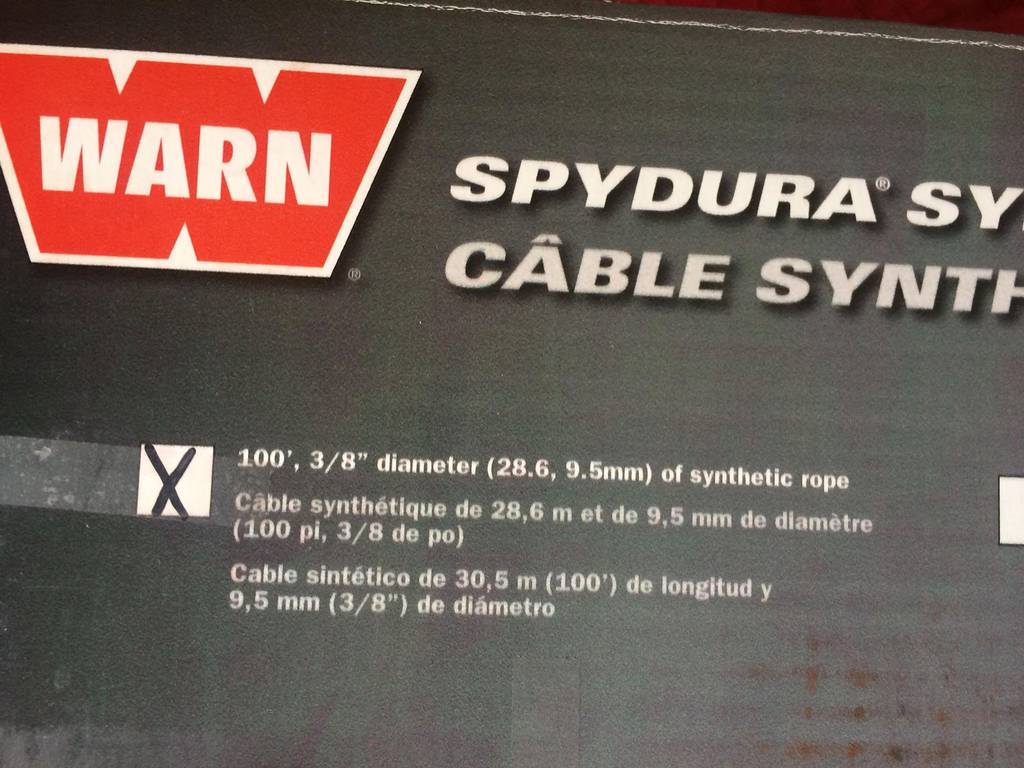 WARN
®
SPYDURA® SY
CÂBLE SYNTH
X
100', 3/8" diameter (28.6, 9.5mm) of synthetic rope
Câble synthétique de 28,6 m et de 9,5 mm de diamètre
(100 pi, 3/8 de po)
Cable sintético de 30,5 m (100') de longitud y
9,5 mm (3/8") de diámetro